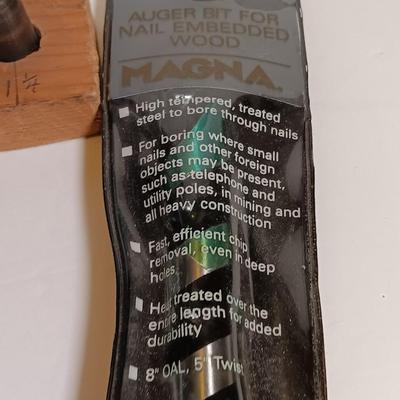 AUGER BIT FOR
NAIL EMBEDDED
WOOD
MAGNA.
High tempered, treated
steel to bore through nails
For boring where small
nails and other foreign
objects may be present,
such as telephone and
utility poles, in mining and
all heavy construction
Fast, efficient chip
removal, even in deep
holes
Heat treated over the
entire length for added
durability
8" OAL, 5" Twist
1 1/4